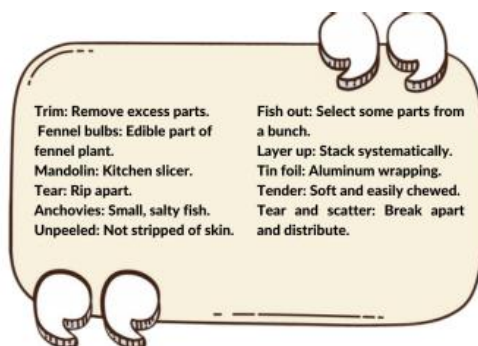 Trim: Remove excess parts.
Fennel bulbs: Edible part of
fennel plant.
Mandolin: Kitchen slicer.
Tear: Rip apart.
Anchovies: Small, salty fish.
Unpeeled: Not stripped of skin.
Fish out: Select some parts from
a bunch.
Layer up: Stack systematically.
Tin foil: Aluminum wrapping.
Tender: Soft and easily chewed.
Tear and scatter: Break apart
and distribute.